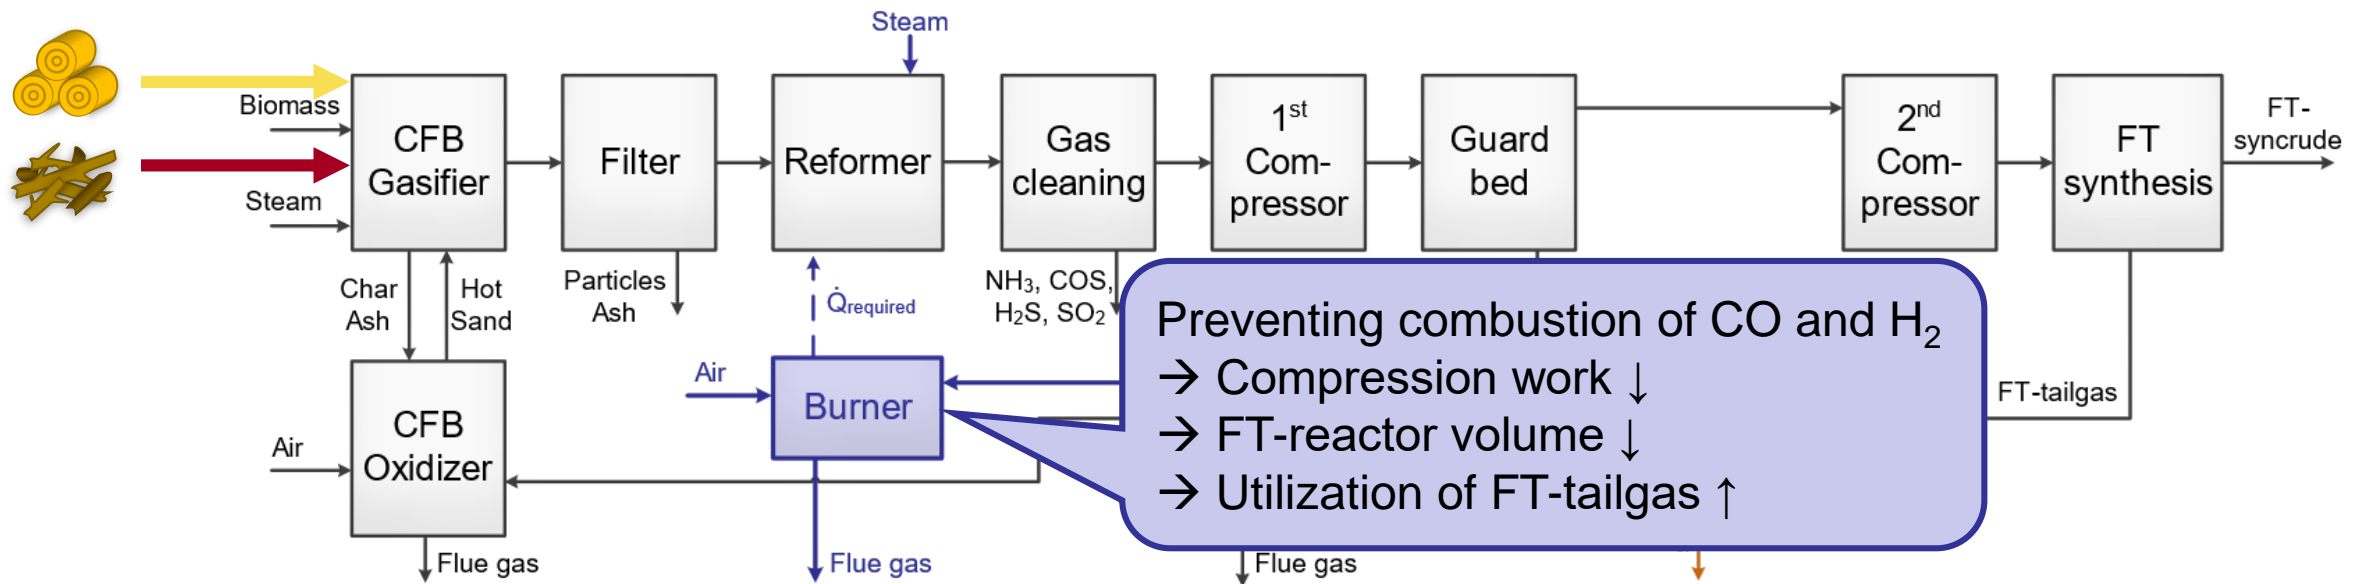 Steam
Biomass
Steam
CFB
Gasifier
Filter
Reformer
Gas
cleaning
1st
Com-
pressor
Guard
bed
2nd
Com-
pressor
FT
synthesis
FT-
syncrude
Char
Ash
Hot
Sand
Particles
Ash
Q̇required
NH3, COS,
H2S, SO2
Air
Burner
Air
CFB
Oxidizer
Preventing combustion of CO and H2
→ Compression work ↓
→ FT-reactor volume ↓
→ Utilization of FT-tailgas ↑
FT-tailgas
Flue gas
Flue gas
Flue gas